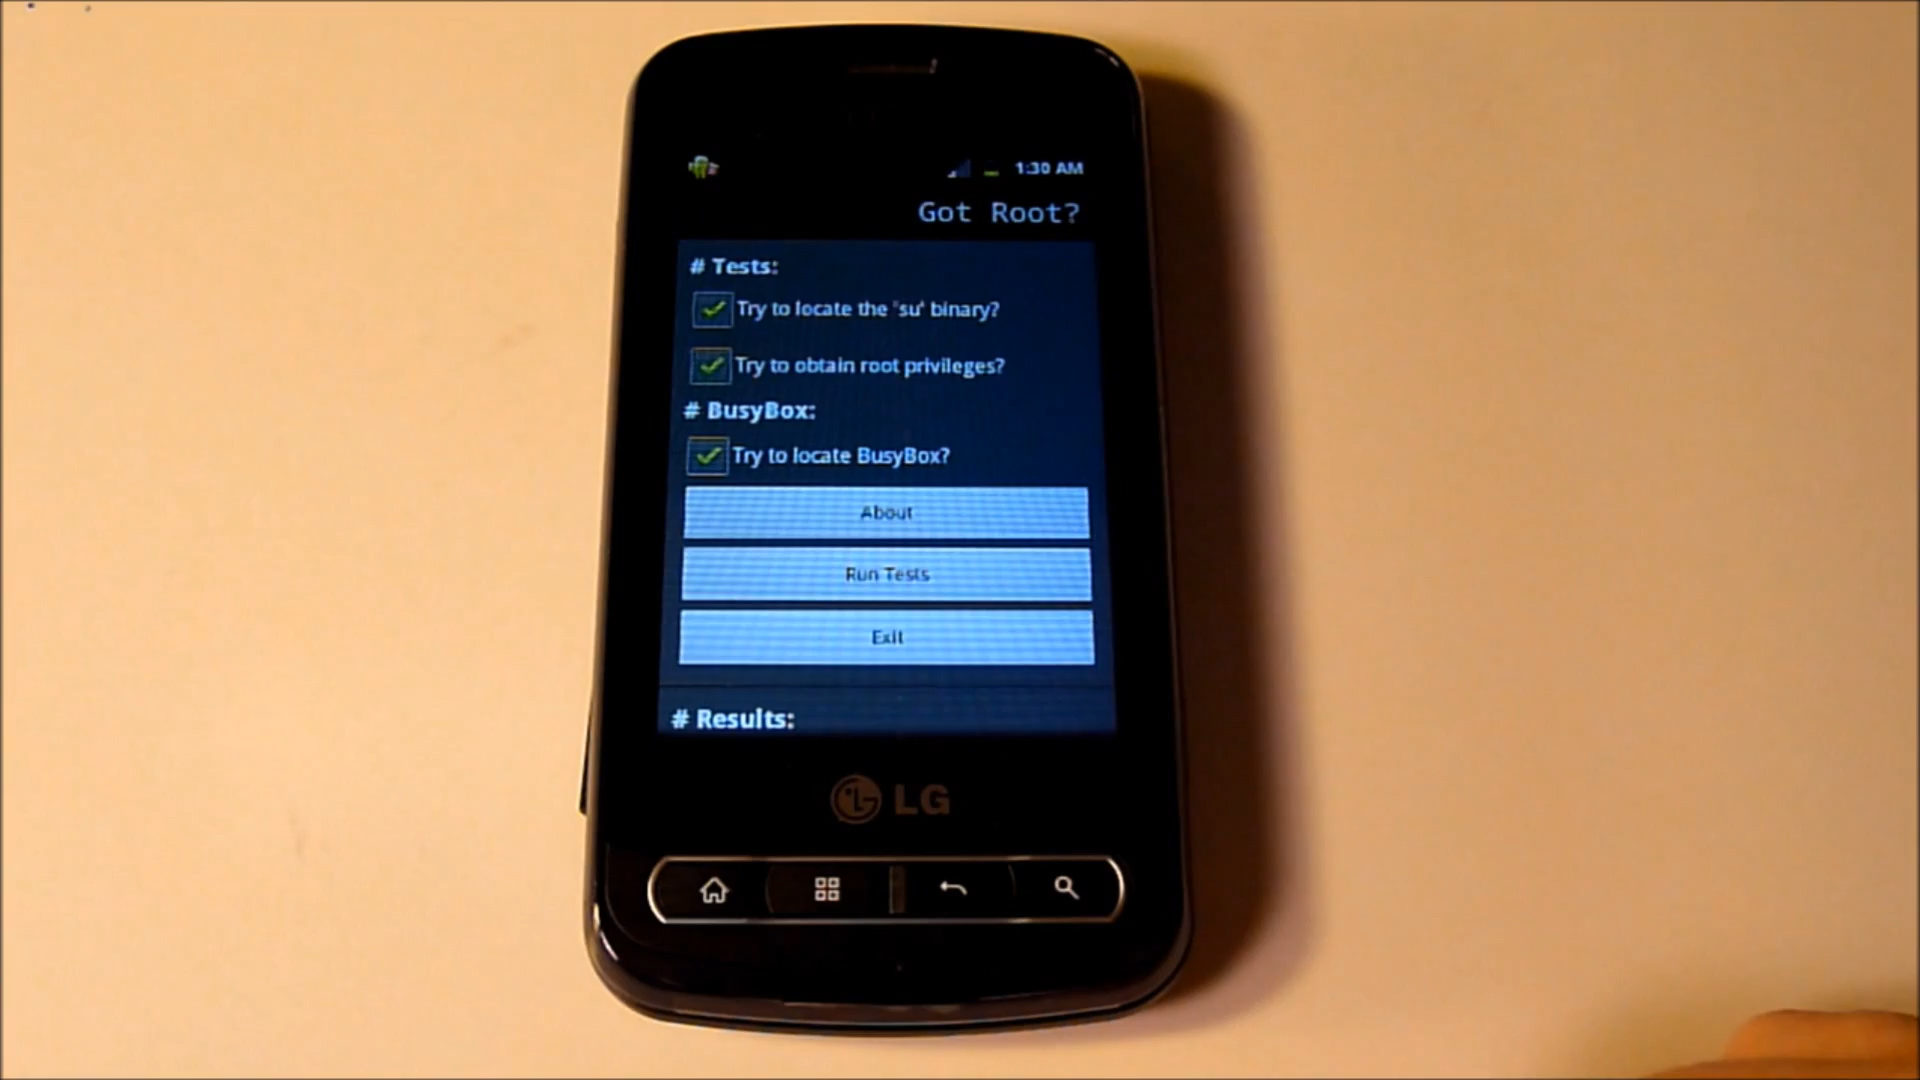 1:30 AM
Got Root?
# Tests:
Try to locate the 'su' binary?
Try to obtain root privileges?
# BusyBox:
Try to locate BusyBox?
About
Run Tests
Exit
# Results:
LG